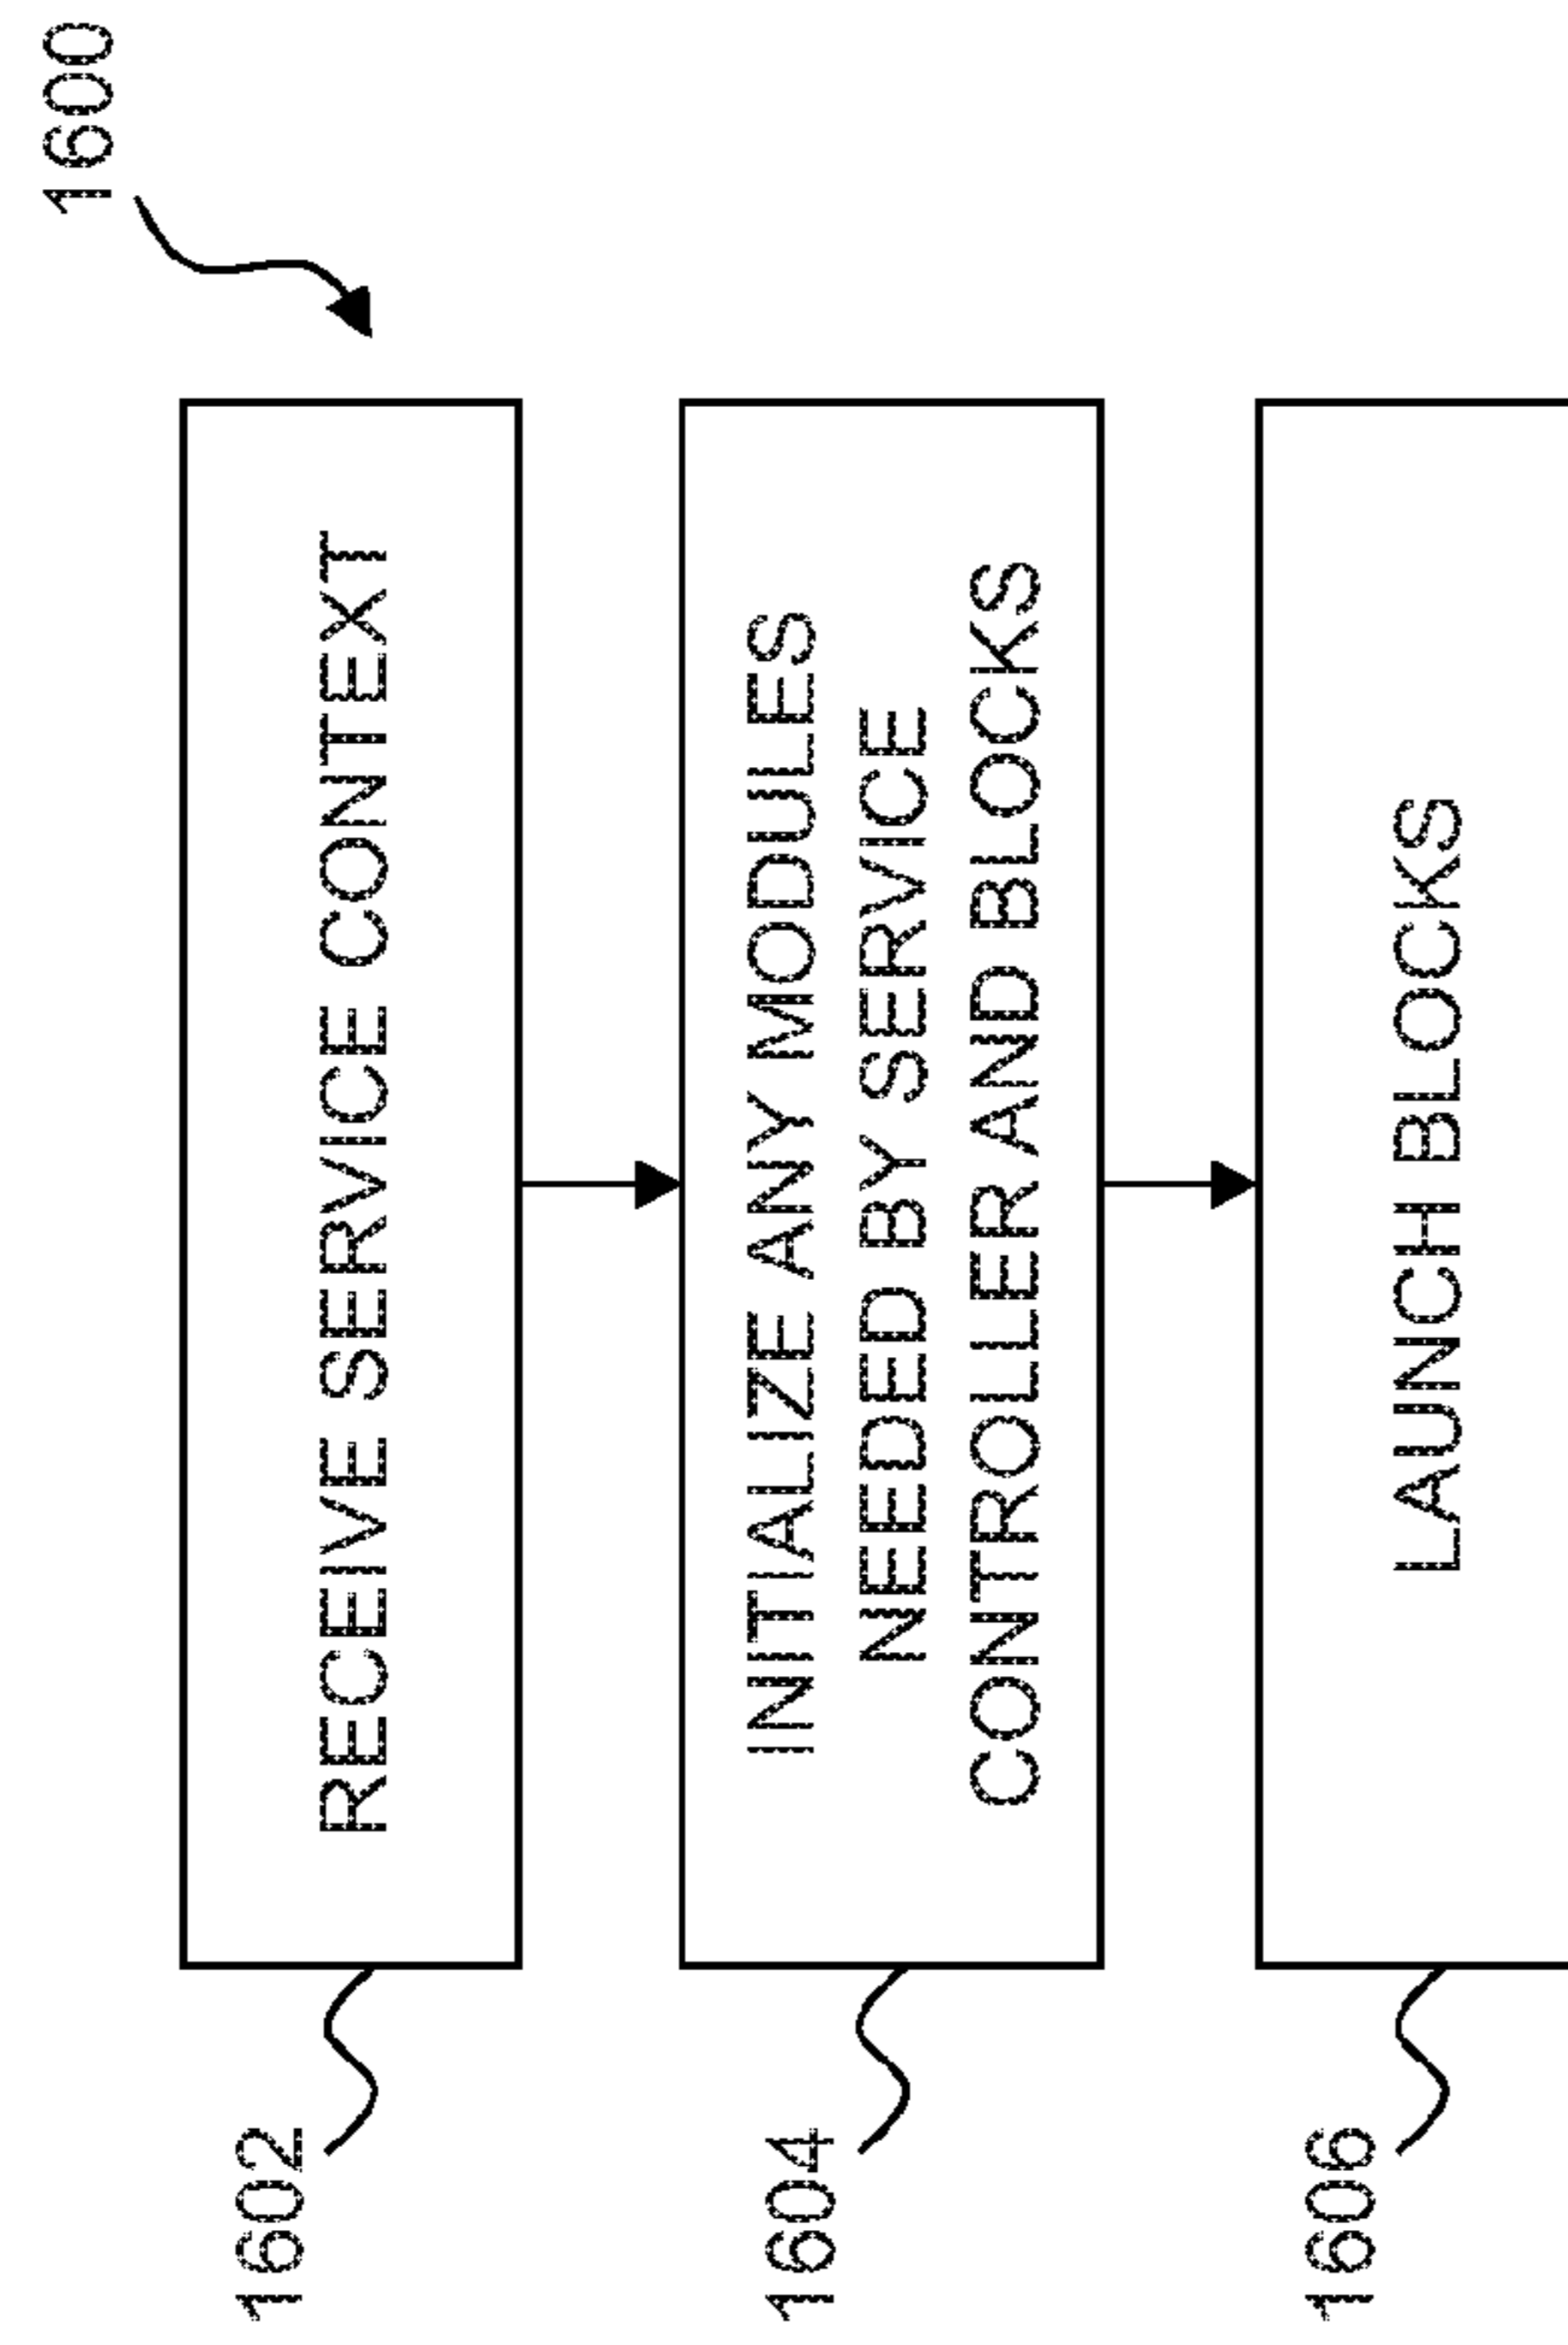 1600
1602
RECEIVE SERVICE CONTEXT
1604
INITIALIZE ANY MODULES
NEEDED BY SERVICE
CONTROLLER AND BLOCKS
1606
LAUNCH BLOCKS